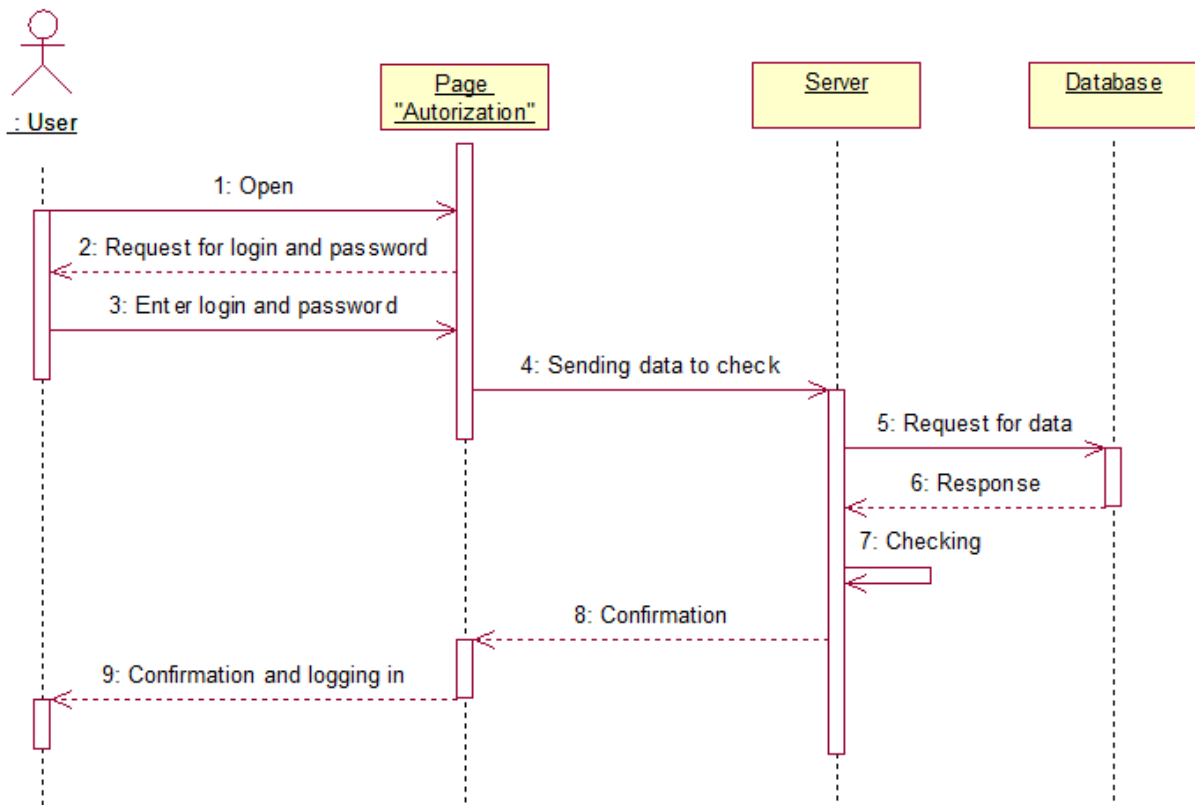 : User
Page
"Autorization"
Server
Database
1: Open
2: Request for login and password
3: Enter login and password
4: Sending data to check
5: Request for data
6: Response
7: Checking
8: Confirmation
9: Confirmation and logging in